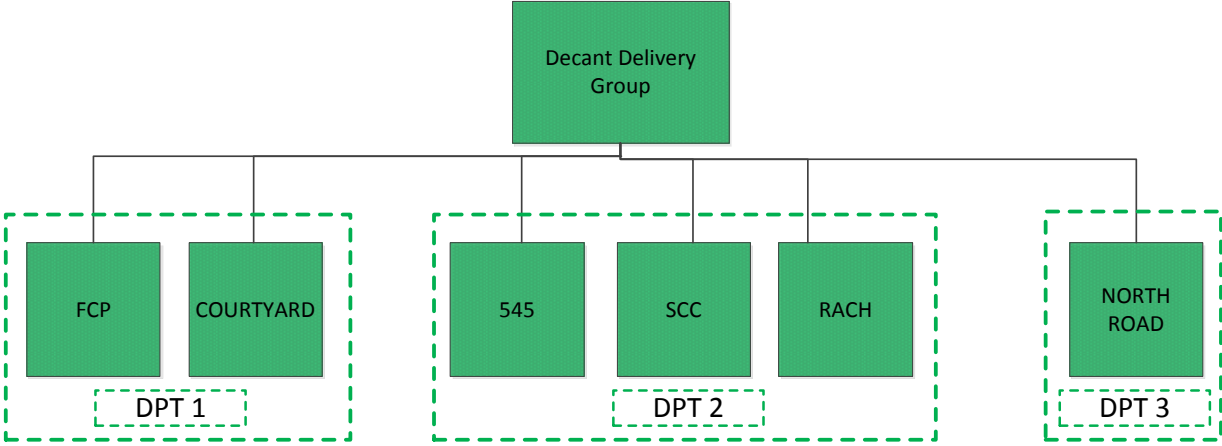 Decant Delivery
Group
FCP
COURTYARD
545
SCC
RACH
NORTH
ROAD
DPT 1
DPT 2
DPT 3